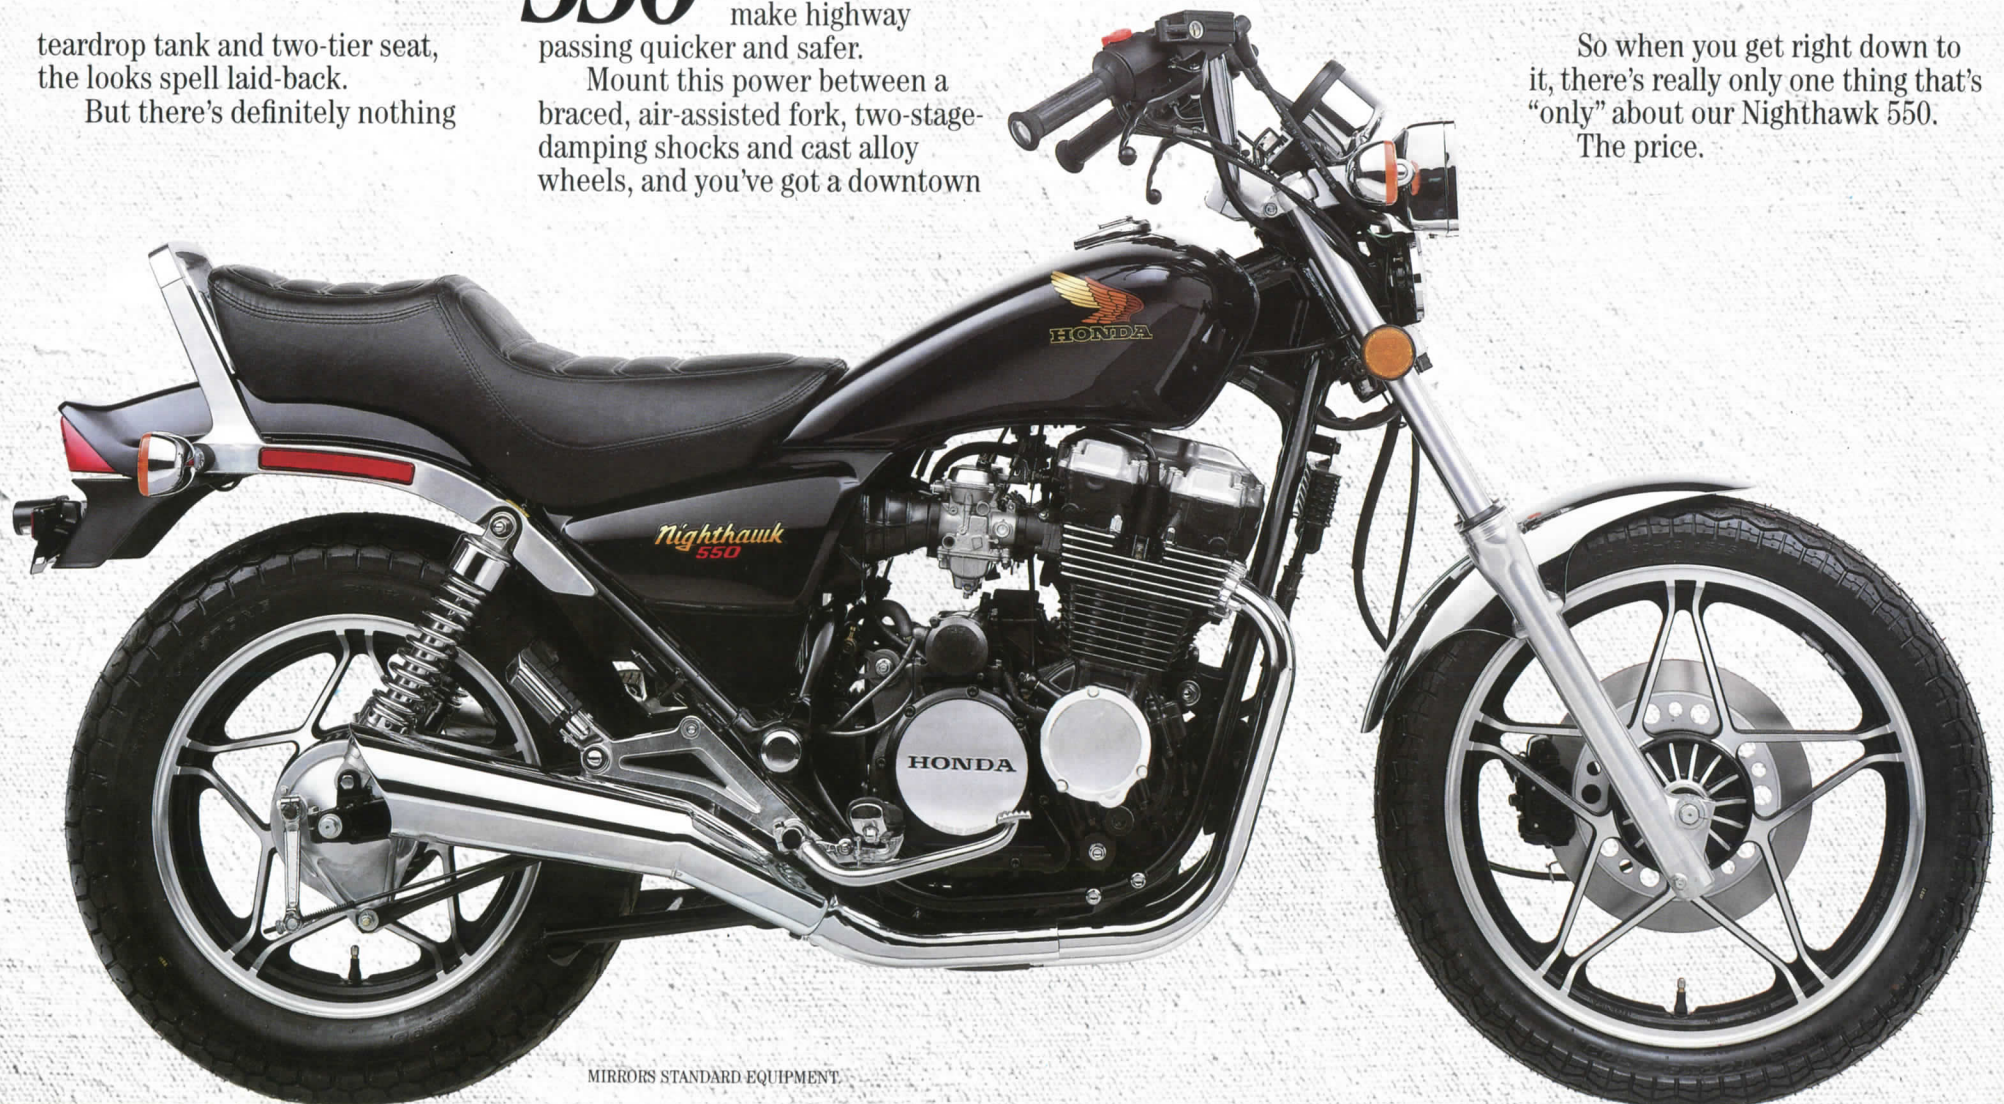 teardrop tank and two-tier seat,
the looks spell laid-back.
But there's definitely nothing
550
make highway
passing quicker and safer.
Mount this power between a
braced, air-assisted fork, two-stage-
damping shocks and cast alloy
wheels, and you've got a downtown
So when you get right down to
it, there's really only one thing that's
“only” about our Nighthawk 550.
The price.
HONDA
Nighthawk
550
HONDA
MIRRORS STANDARD EQUIPMENT.